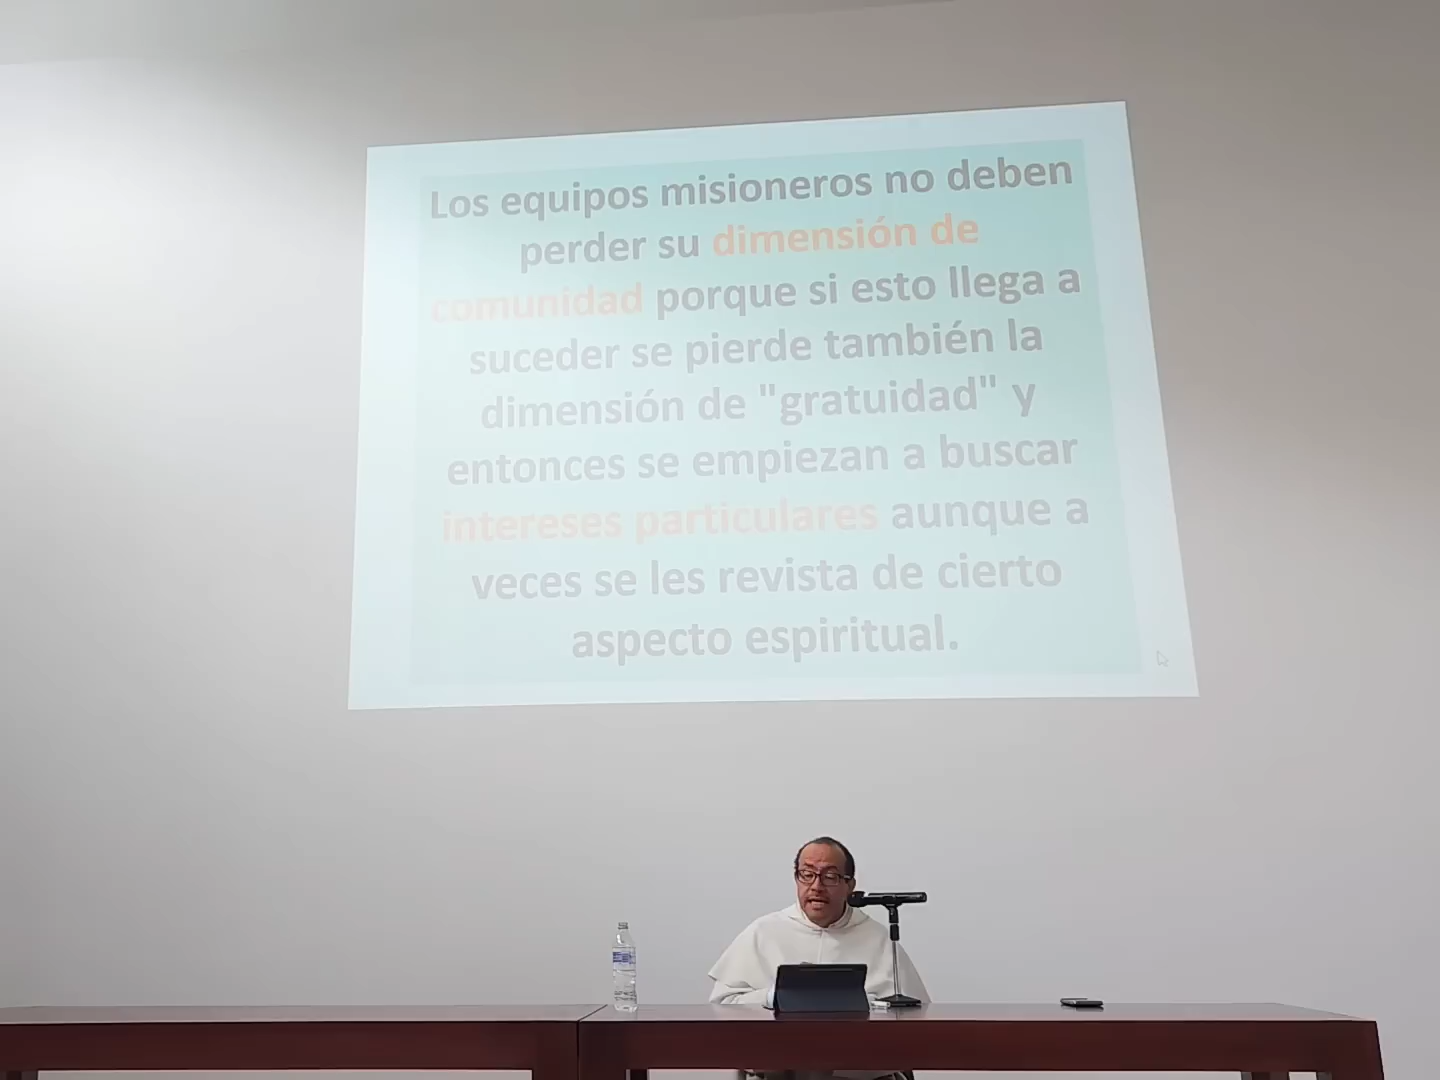 Los equipos misioneros no deben
perder su dimensión de
comunidad porque si esto llega a
suceder se pierde también la
dimensión de "gratuidad" y
entonces se empiezan a buscar
intereses particulares aunque a
veces se les revista de cierto
aspecto espiritual.